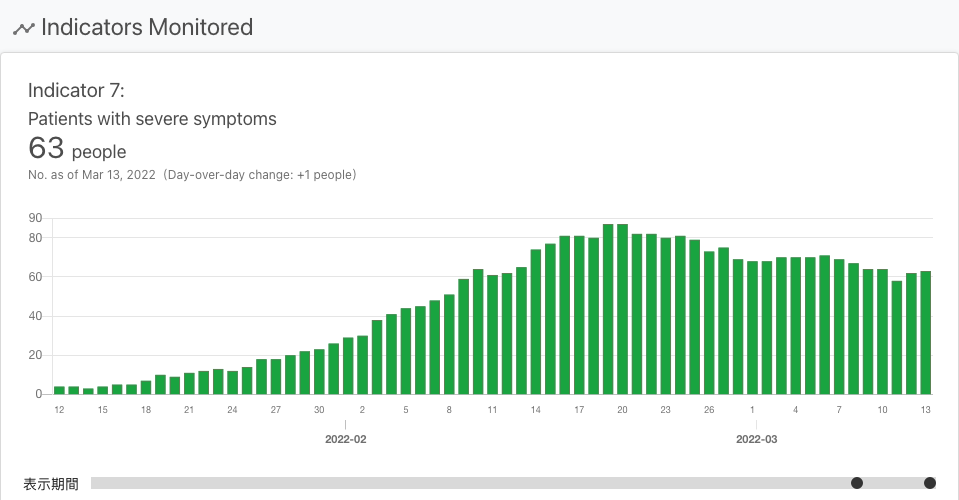 Indicators Monitored
Indicator 7:
Patients with severe symptoms
63 people
No. as of Mar 13, 2022（Day-over-day change: +1 people）
90
80
60
40
20
0
12 15 18 21 24 27 30 2 5 8 11 14 17 20 23 26 1 4 7 10 13
2022-02 2022-03
表示期間